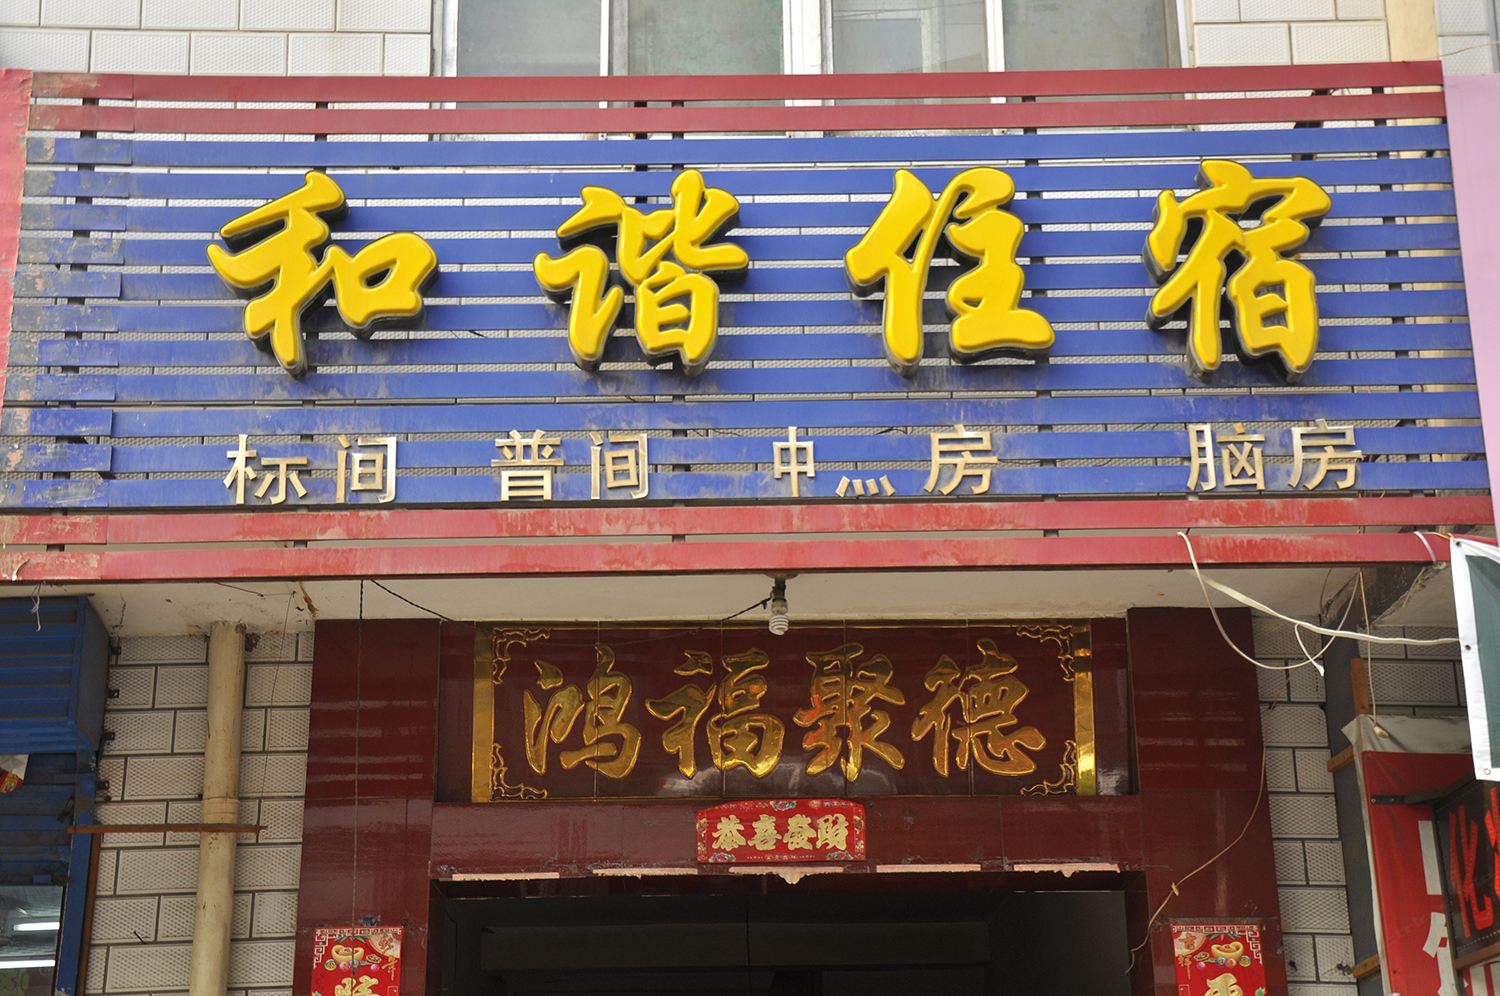 和谐住宿
标间 普间 中灬房 脑房
鸿福聚德
恭喜發財